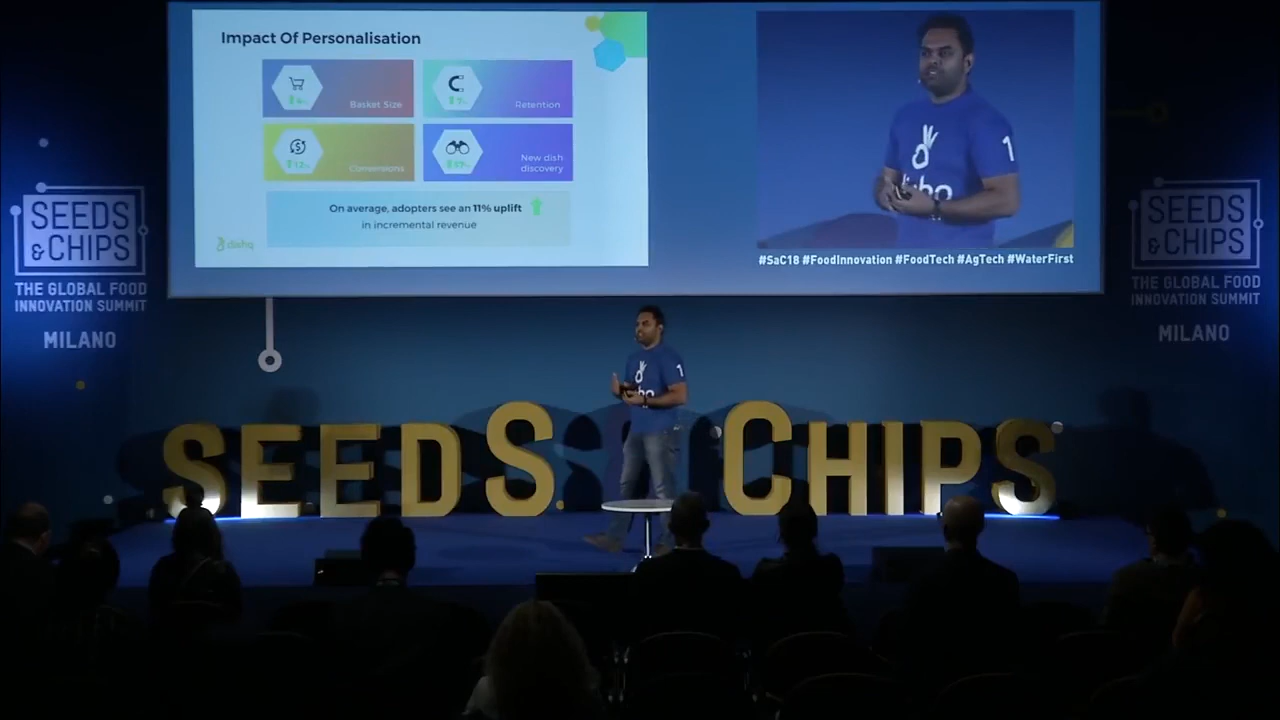 Impact Of Personalisation
Basket Size
Retention
Conversions
New dish
discovery
On average, adopters see an 11% uplift
in incremental revenue
dishq
1
#SaC18 #FoodInnovation #FoodTech #AgTech #WaterFirst
SEEDS
& CHIPS
THE GLOBAL FOOD
INNOVATION SUMMIT
MILANO
SEEDS
& CHIPS
THE GLOBAL FOOD
INNOVATION SUMMIT
MILANO
1
SEEDS CHIPS